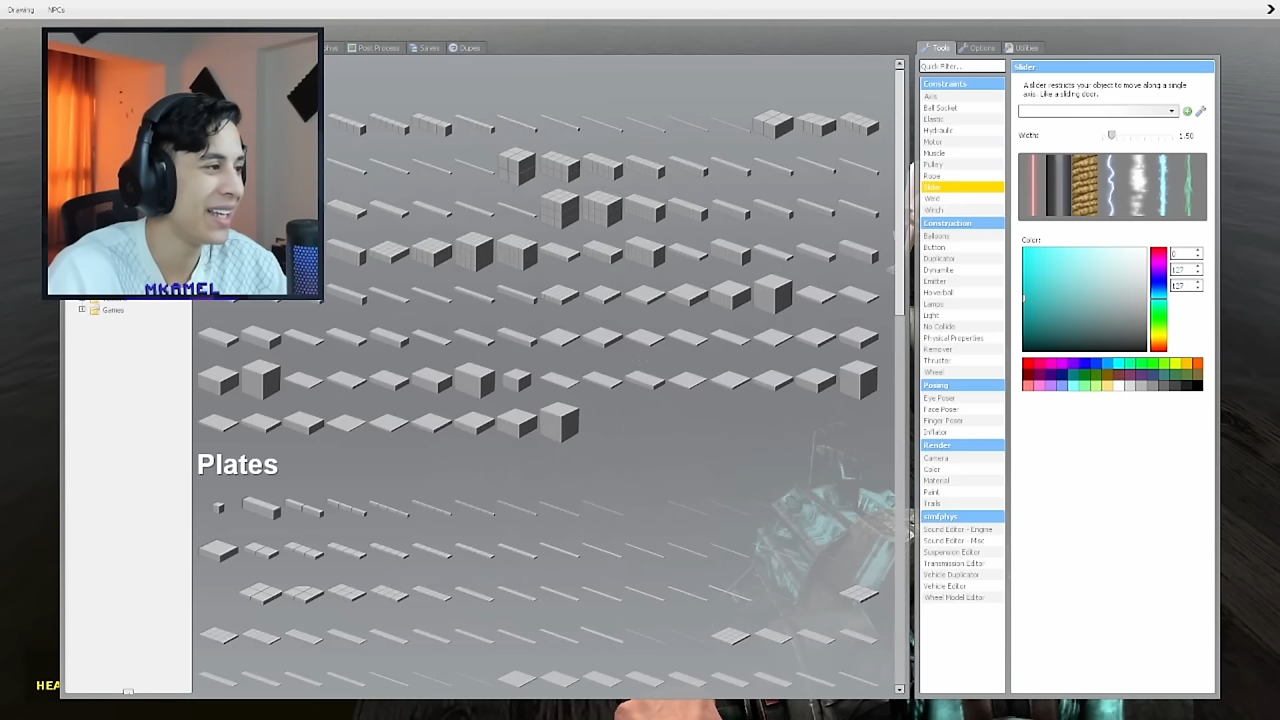 Drawing NPCs
Post Process Saves Dupes
Tools Options Utilities
Quick Filter...
Constraints
Axis
Ball Socket
Elastic
Hydraulic
Motor
Muscle
Pulley
Rope
Slider
Weld
Winch
Construction
Balloons
Button
Duplicator
Dynamite
Emitter
Hoverball
Lamps
Light
No Collide
Physical Properties
Remover
Thruster
Wheel
Posing
Eye Poser
Face Poser
Finger Poser
Inflator
Render
Camera
Color
Material
Paint
Trails
simfphys
Sound Editor - Engine
Sound Editor - Misc
Suspension Editor
Transmission Editor
Vehicle Duplicator
Vehicle Editor
Wheel Model Editor
Slider
A slider restricts your object to move along a single
axis. Like a sliding door.
Width: 1.50
Color:
0
127
127
MKAMEL
Games
Plates
HEA